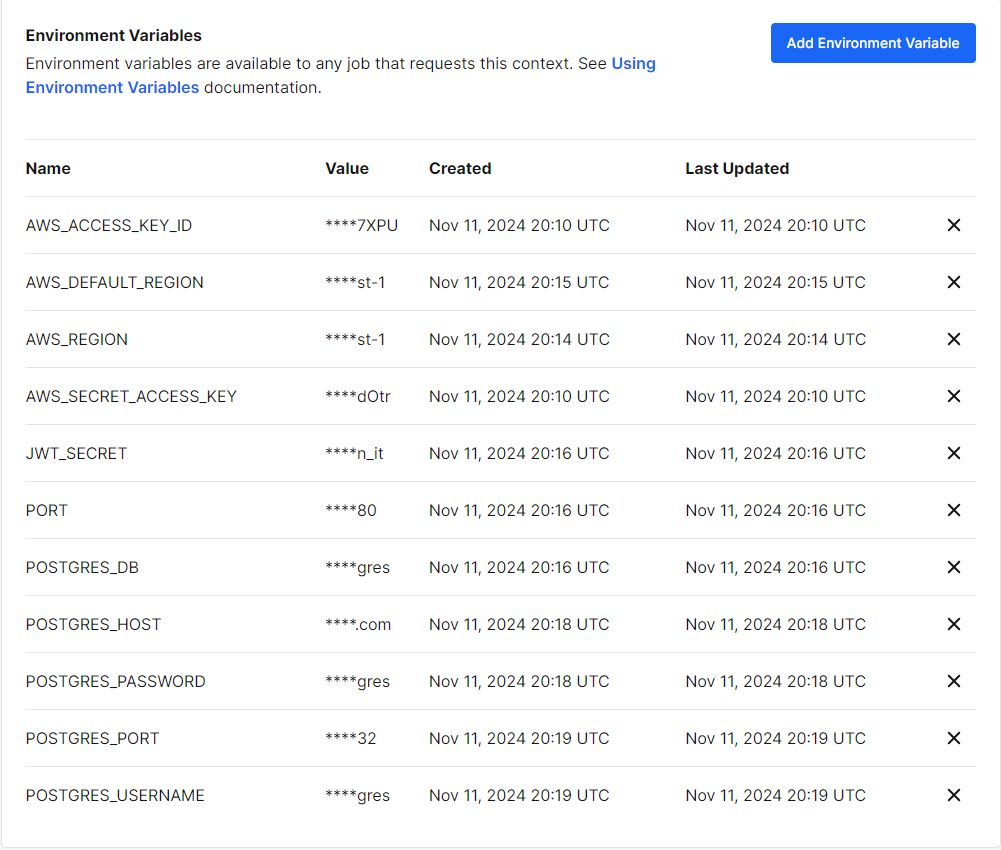 Environment Variables
Add Environment Variable
Environment variables are available to any job that requests this context. See Using
Environment Variables documentation.
Name Value Created Last Updated
AWS_ACCESS_KEY_ID ****7XPU Nov 11, 2024 20:10 UTC Nov 11, 2024 20:10 UTC
AWS_DEFAULT_REGION ****st-1 Nov 11, 2024 20:15 UTC Nov 11, 2024 20:15 UTC
AWS_REGION ****st-1 Nov 11, 2024 20:14 UTC Nov 11, 2024 20:14 UTC
AWS_SECRET_ACCESS_KEY ****dOtr Nov 11, 2024 20:10 UTC Nov 11, 2024 20:10 UTC
JWT_SECRET ****n_it Nov 11, 2024 20:16 UTC Nov 11, 2024 20:16 UTC
PORT ****80 Nov 11, 2024 20:16 UTC Nov 11, 2024 20:16 UTC
POSTGRES_DB ****gres Nov 11, 2024 20:16 UTC Nov 11, 2024 20:16 UTC
POSTGRES_HOST ****.com Nov 11, 2024 20:18 UTC Nov 11, 2024 20:18 UTC
POSTGRES_PASSWORD ****gres Nov 11, 2024 20:18 UTC Nov 11, 2024 20:18 UTC
POSTGRES_PORT ****32 Nov 11, 2024 20:19 UTC Nov 11, 2024 20:19 UTC
POSTGRES_USERNAME ****gres Nov 11, 2024 20:19 UTC Nov 11, 2024 20:19 UTC